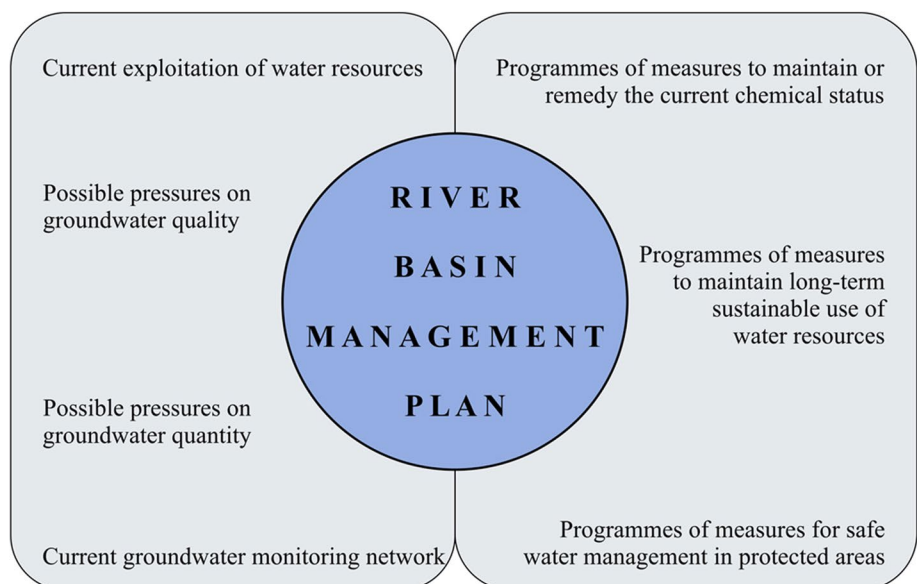 Current exploitation of water resources
Possible pressures on
groundwater quality
Possible pressures on
groundwater quantity
Current groundwater monitoring network
RIVER
BASIN
MANAGEMENT
PLAN
Programmes of measures to maintain or
remedy the current chemical status
Programmes of measures
to maintain long-term
sustainable use of
water resources
Programmes of measures for safe
water management in protected areas